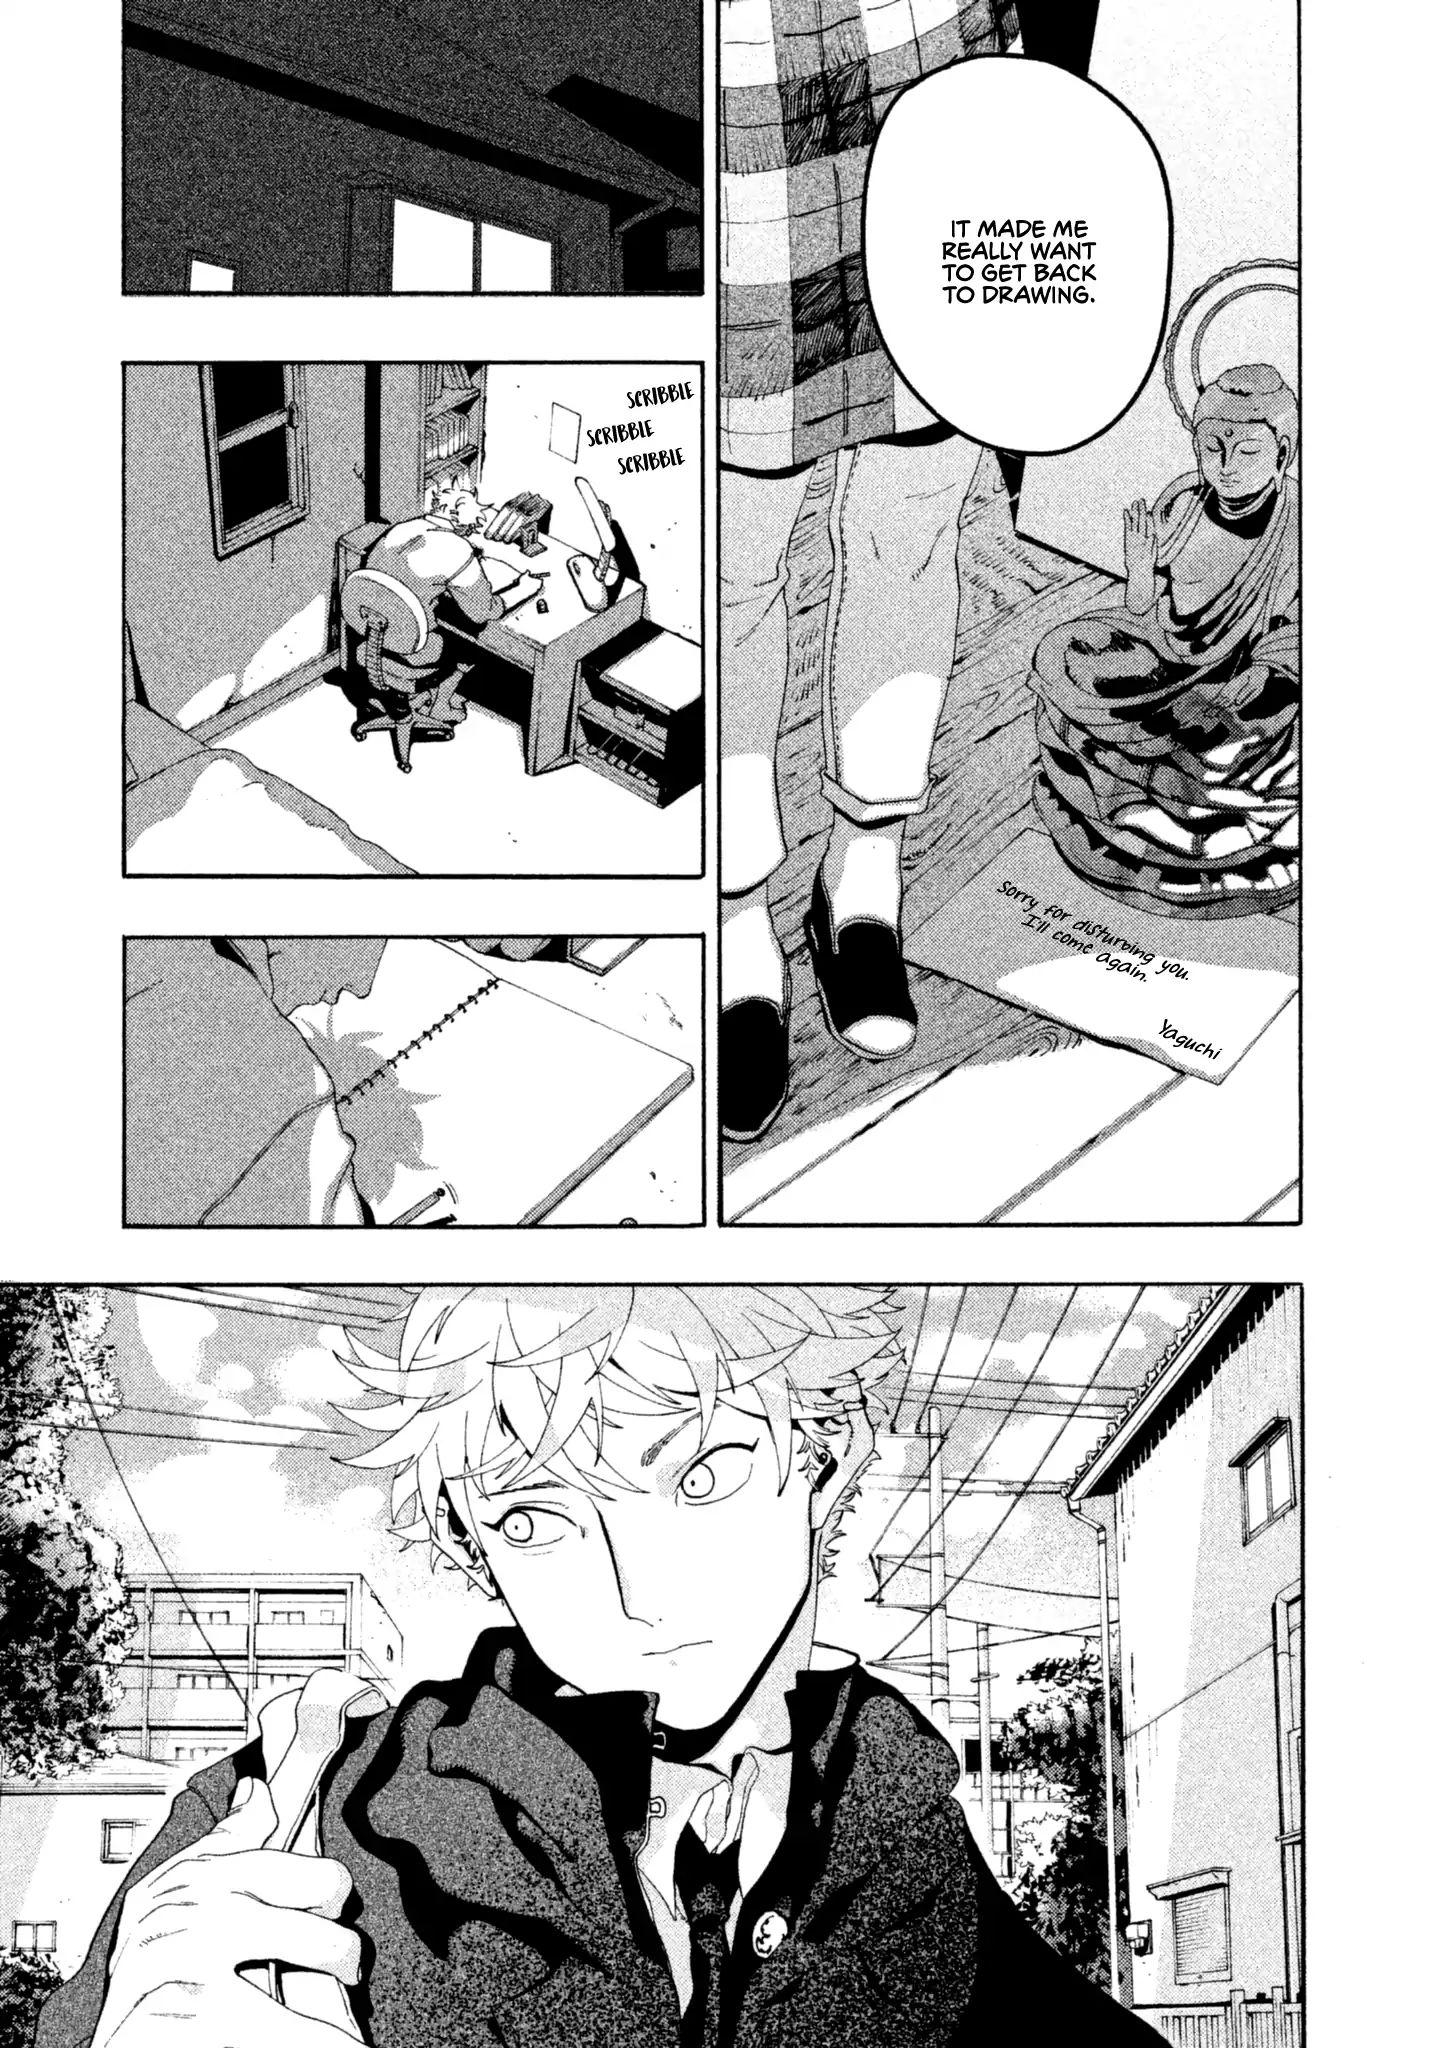 IT MADE ME
REALLY WANT
TO GET BACK
TO DRAWING.
Sorry for disturbing you.
I'll come again.
Yaguchi
SCRIBBLE
SCRIBBLE
SCRIBBLE